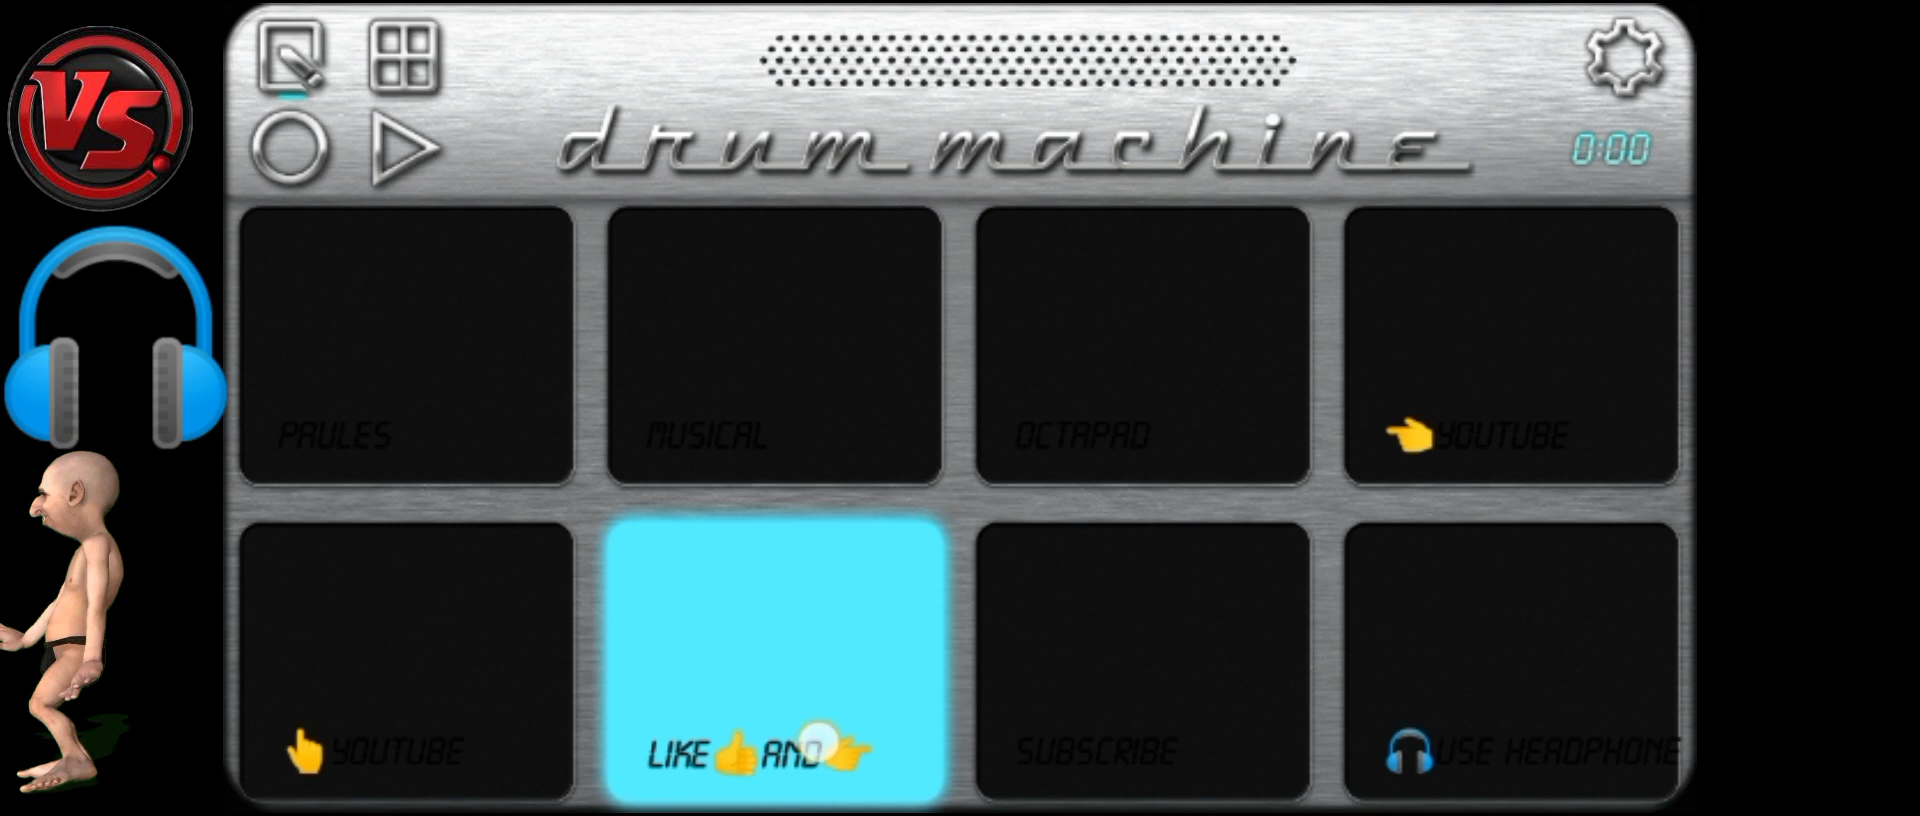 VS
drum machine
0:00
PAULES
MUSICAL
OCTAPAD
👈YOUTUBE
👆YOUTUBE
LIKE👍AND👉
SUBSCRIBE
🎧USE HEADPHONE